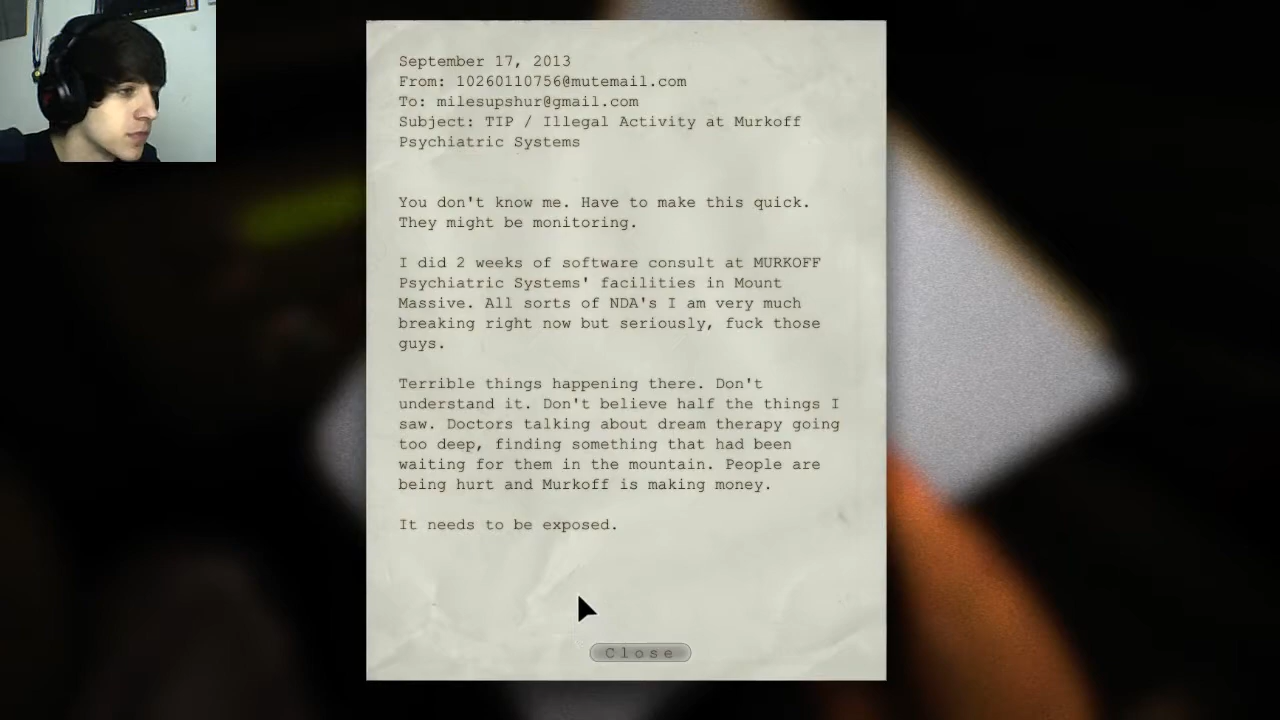 September 17, 2013
From: 10260110756@mutemail.com
To: milesupshur@gmail.com
Subject: TIP / Illegal Activity at Murkoff
Psychiatric Systems
You don't know me. Have to make this quick.
They might be monitoring.
I did 2 weeks of software consult at MURKOFF
Psychiatric Systems' facilities in Mount
Massive. All sorts of NDA's I am very much
breaking right now but seriously, fuck those
guys.
Terrible things happening there. Don't
understand it. Don't believe half the things I
saw. Doctors talking about dream therapy going
too deep, finding something that had been
waiting for them in the mountain. People are
being hurt and Murkoff is making money.
It needs to be exposed.
Close